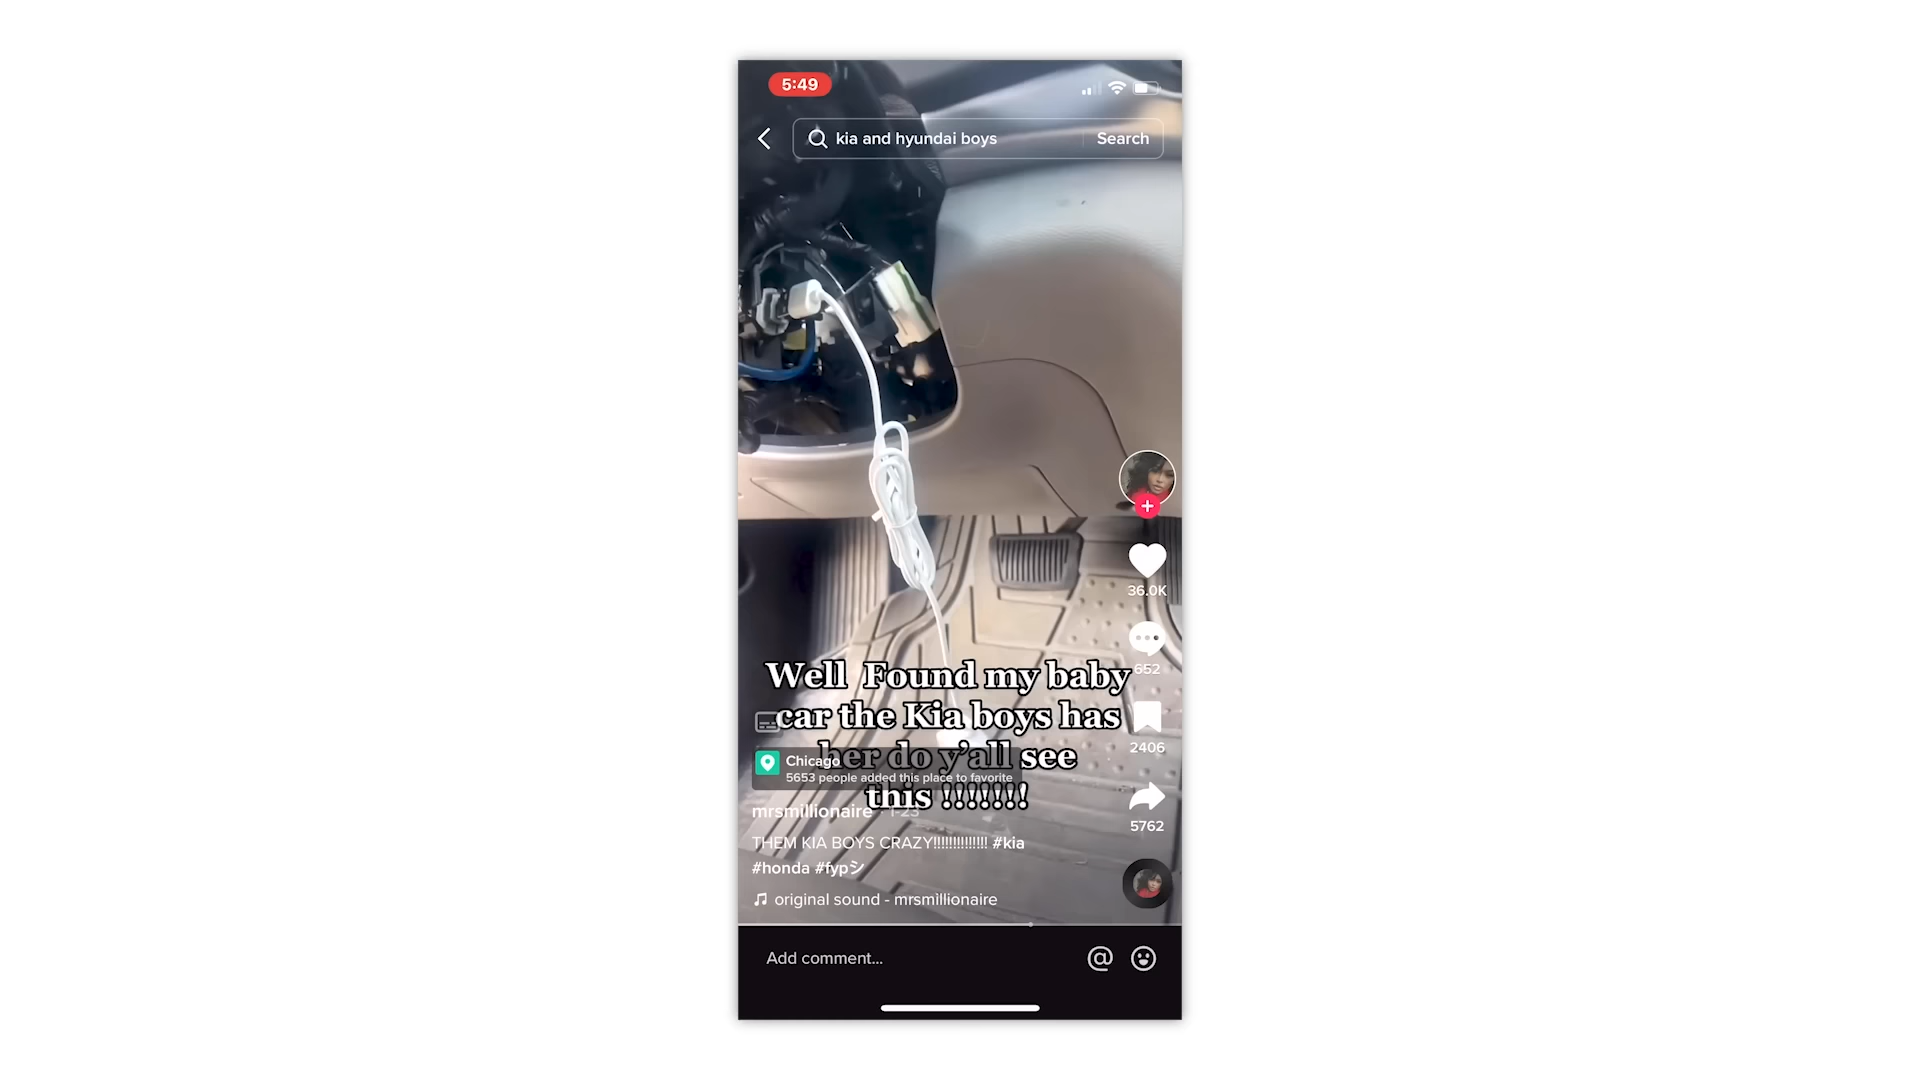 5:49
kia and hyundai boys
Search
36.0K
Well Found my baby
652
car the Kia boys has
2406
her do y'all see
Chicago
5653 people added this place to favorite
this !!!!!!!
mrsmillionaire · 1-23
5762
THEM KIA BOYS CRAZY!!!!!!!!!!!!!! #kia
#honda #fypシ
original sound - mrsmillionaire
Add comment...